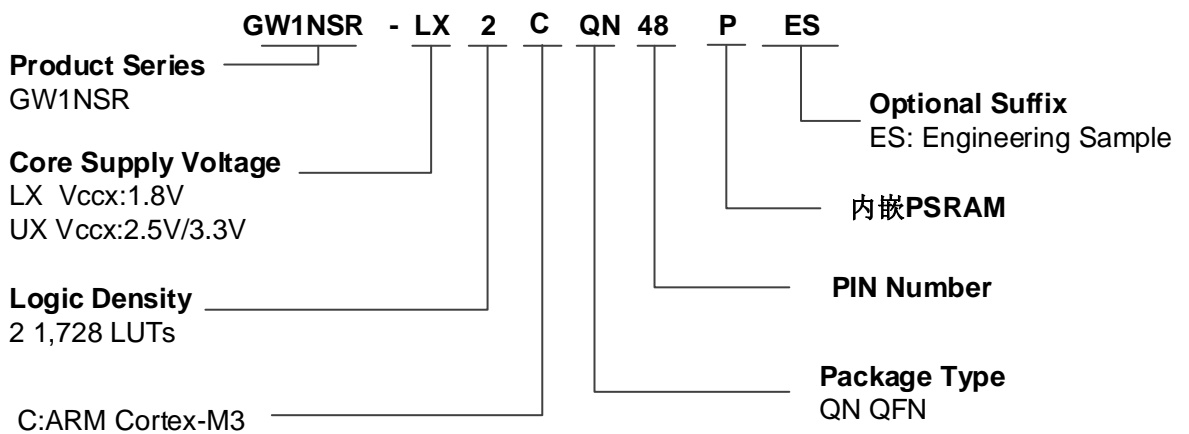 GW1NSR - LX 2 C QN 48 P ES
Product Series
GW1NSR
Optional Suffix
ES: Engineering Sample
Core Supply Voltage
LX Vccx:1.8V
UX Vccx:2.5V/3.3V
内嵌PSRAM
PIN Number
Logic Density
2 1,728 LUTs
Package Type
QN QFN
C:ARM Cortex-M3